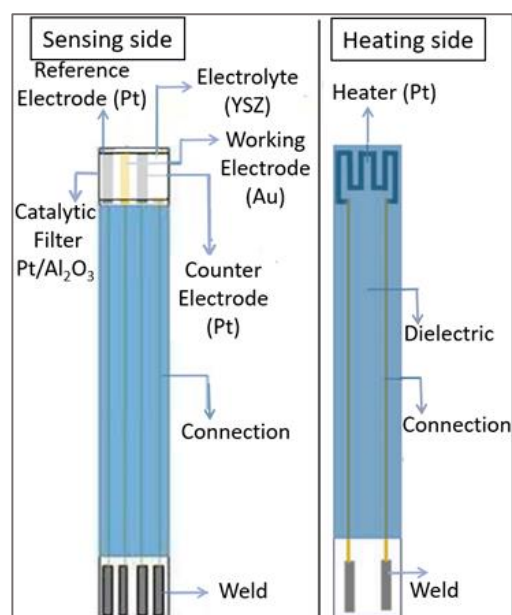 Sensing side
Reference
Electrode (Pt)
Electrolyte
(YSZ)
Working
Electrode
(Au)
Catalytic
Filter
Pt/Al₂O₃
Counter
Electrode
(Pt)
Connection
Weld
Heating side
Heater (Pt)
Dielectric
Connection
Weld